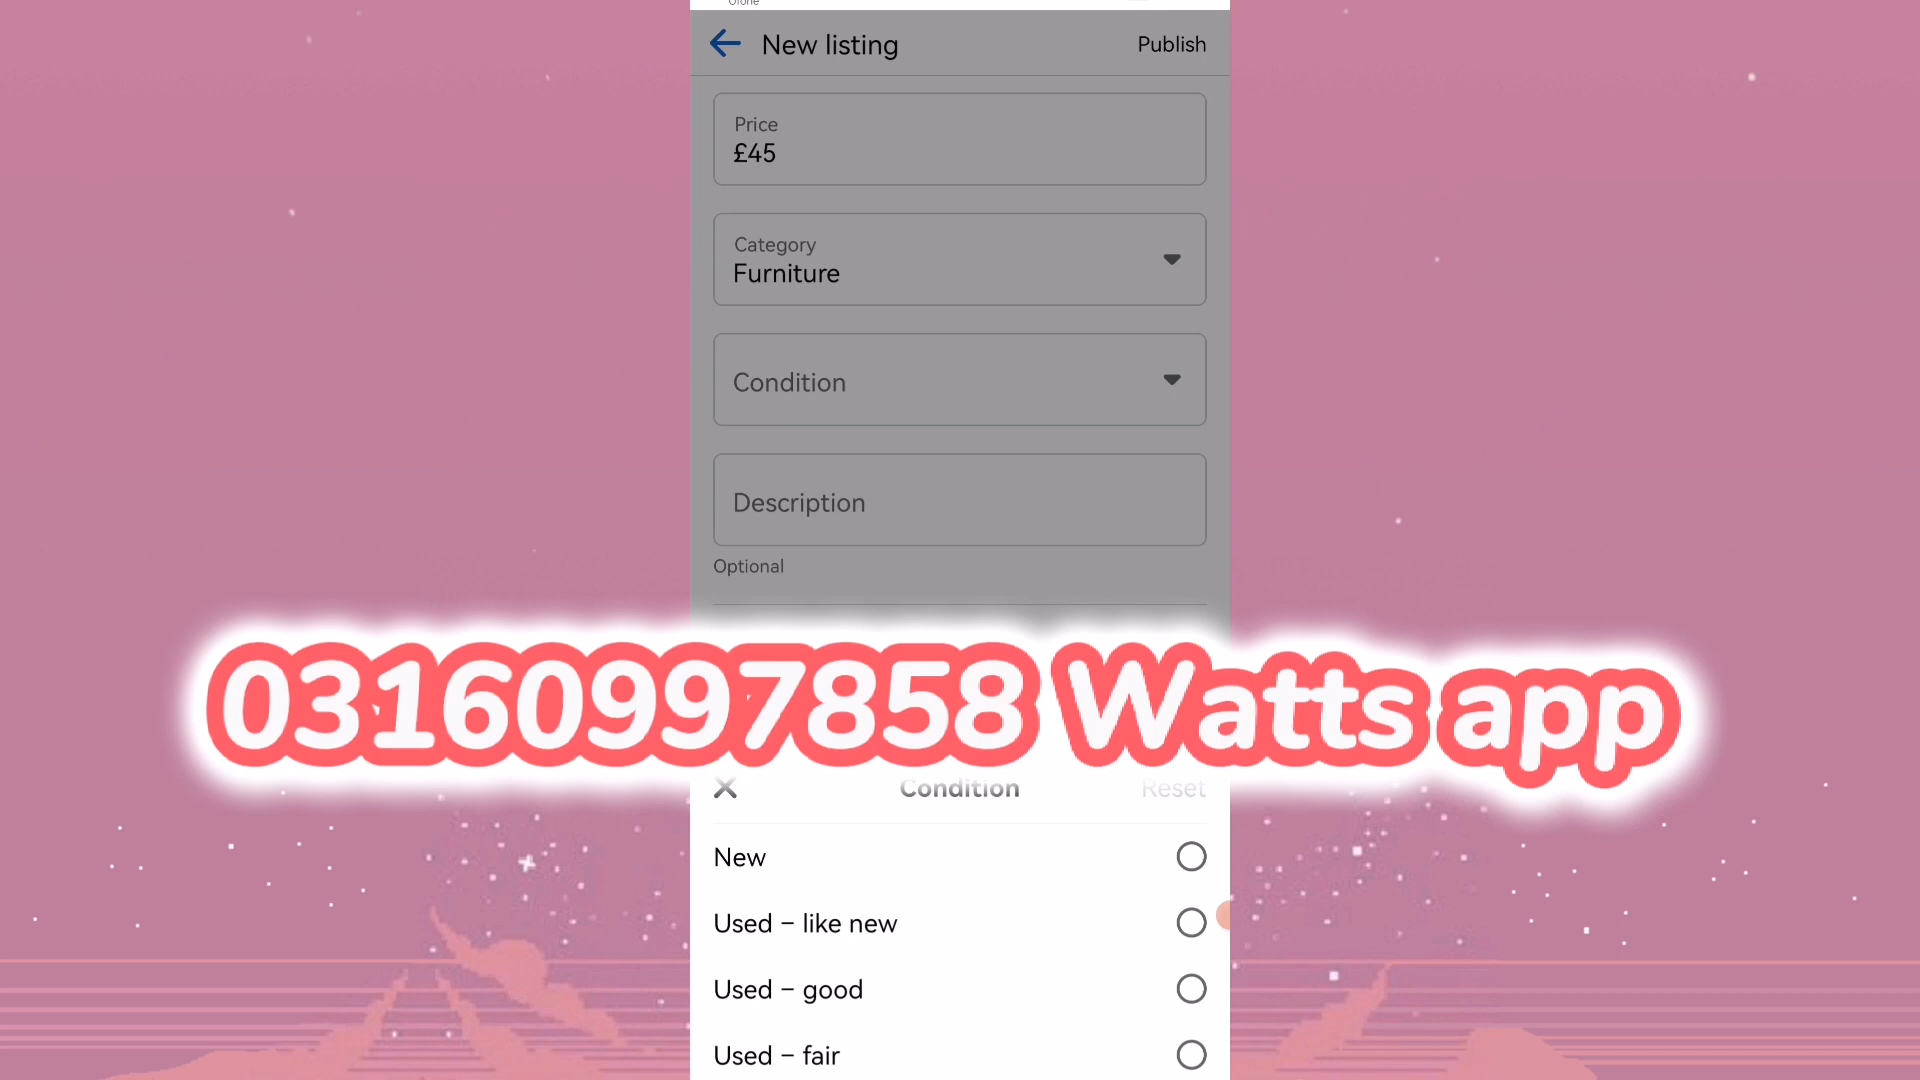 Ufone
New listing
Publish
Price
£45
Category
Furniture
Condition
Description
Optional
03160997858 Watts app
Condition
Reset
New
Used – like new
Used – good
Used – fair